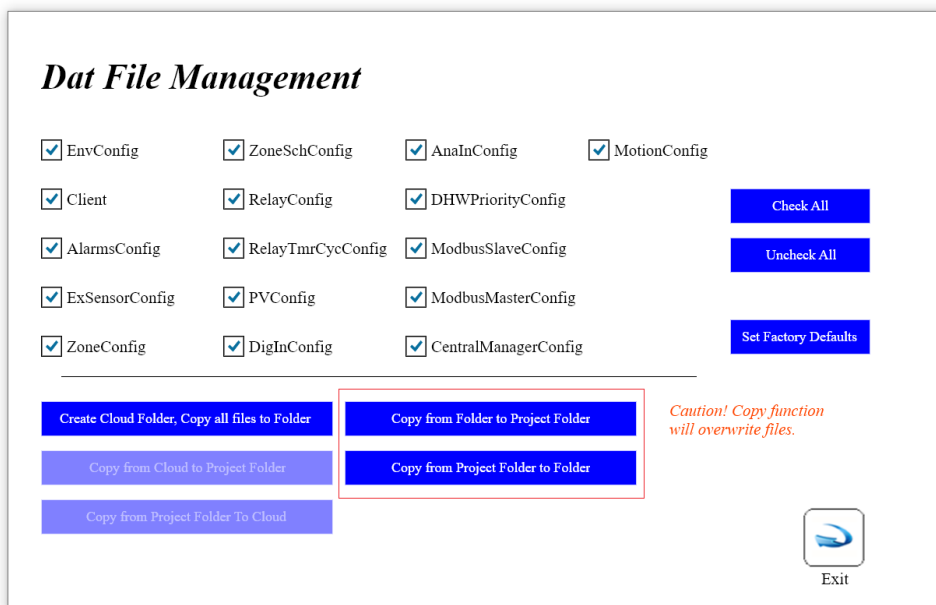 Dat File Management
EnvConfig
ZoneSchConfig
AnaInConfig
MotionConfig
Client
RelayConfig
DHWPriorityConfig
Check All
AlarmsConfig
RelayTmrCycConfig
ModbusSlaveConfig
Uncheck All
ExSensorConfig
PVConfig
ModbusMasterConfig
ZoneConfig
DigInConfig
CentralManagerConfig
Set Factory Defaults
Create Cloud Folder, Copy all files to Folder
Copy from Folder to Project Folder
Caution! Copy function
will overwrite files.
Copy from Cloud to Project Folder
Copy from Project Folder to Folder
Copy from Project Folder To Cloud
Exit